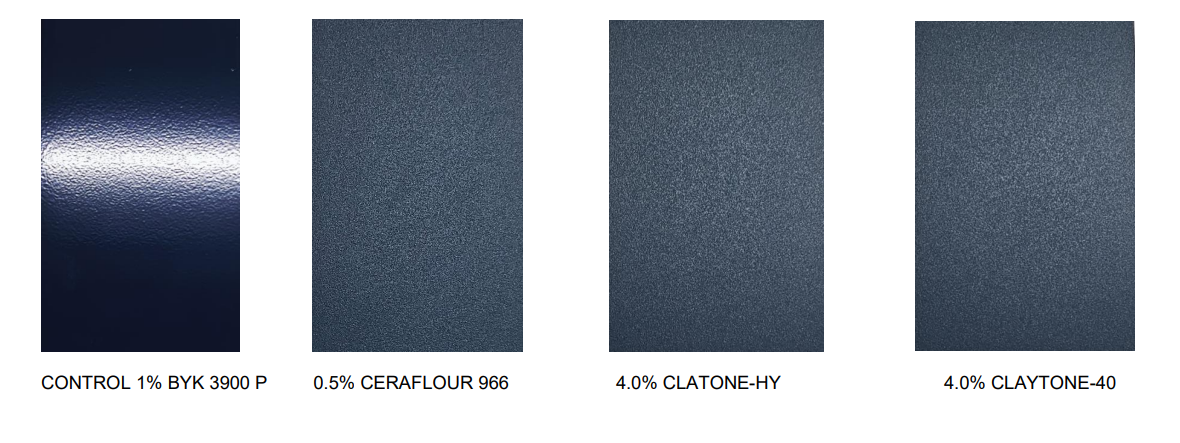 CONTROL 1% BYK 3900 P
0.5% CERAFLOUR 966
4.0% CLATONE-HY
4.0% CLAYTONE-40